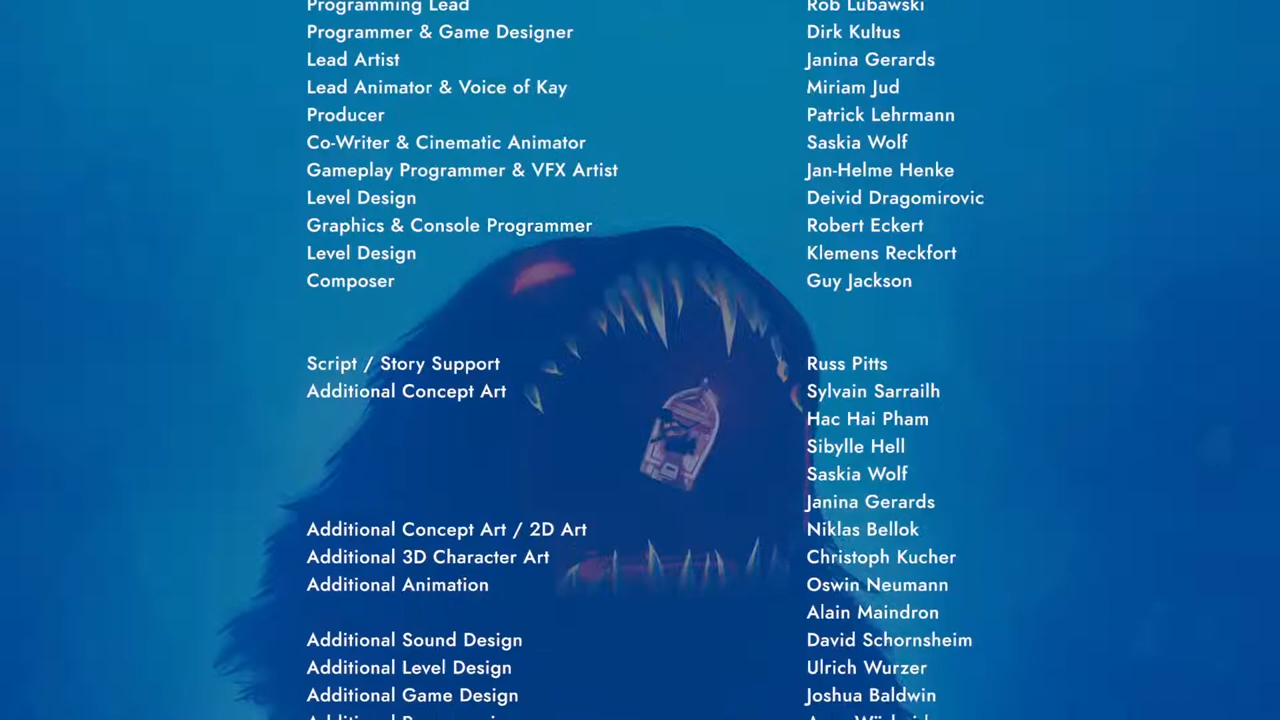 Programming Lead Rob Lubawski
Programmer & Game Designer Dirk Kultus
Lead Artist Janina Gerards
Lead Animator & Voice of Kay Miriam Jud
Producer Patrick Lehrmann
Co-Writer & Cinematic Animator Saskia Wolf
Gameplay Programmer & VFX Artist Jan-Helme Henke
Level Design Deivid Dragomirovic
Graphics & Console Programmer Robert Eckert
Level Design Klemens Reckfort
Composer Guy Jackson
Script / Story Support Russ Pitts
Additional Concept Art Sylvain Sarrailh
Hac Hai Pham
Sibylle Hell
Saskia Wolf
Janina Gerards
Additional Concept Art / 2D Art Niklas Bellok
Additional 3D Character Art Christoph Kucher
Additional Animation Oswin Neumann
Alain Maindron
Additional Sound Design David Schornsheim
Additional Level Design Ulrich Wurzer
Additional Game Design Joshua Baldwin